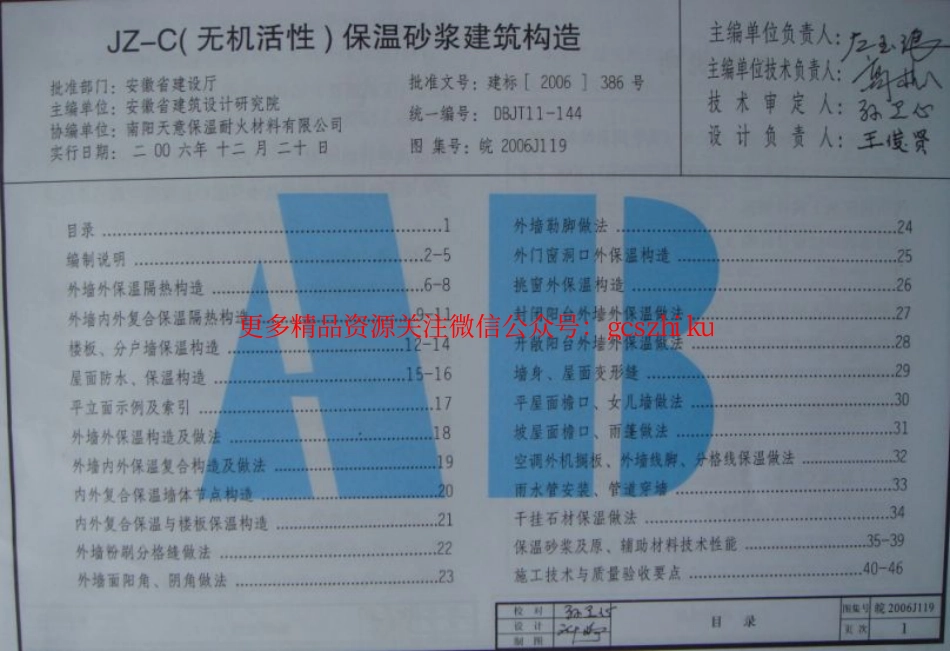 JZ-C(无机活性)保温砂浆建筑构造
批准部门：安徽省建设厅
主编单位：安徽省建筑设计研究院
协编单位：南阳天意保温耐火材料有限公司
实行日期：二00六年十二月二十日
批准文号：建标[2006]386号
统一编号：DBJT11-144
图集号：皖2006J119
主编单位负责人：
主编单位技术负责人：
技术审定人：孙卫心
设计负责人：王俊贤
目录 1
编制说明 2-5
外墙外保温隔热构造 6-8
外墙内外复合保温隔热构造 9-11
楼板、分户墙保温构造 12-14
屋面防水、保温构造 15-16
平立面示例及索引 17
外墙外保温构造及做法 18
外墙内外保温复合构造及做法 19
内外复合保温墙体节点构造 20
内外复合保温与楼板保温构造 21
外墙粉刷分格缝做法 22
外墙面阳角、阴角做法 23
外墙勒脚做法 24
外门窗洞口外保温构造 25
挑窗外保温构造 26
封闭阳台外墙外保温做法 27
开敞阳台外墙外保温做法 28
墙身、屋面变形缝 29
平屋面檐口、女儿墙做法 30
坡屋面檐口、雨篷做法 31
空调外机搁板、外墙线脚、分格线保温做法 32
雨水管安装、管道穿墙 33
干挂石材保温做法 34
保温砂浆及原、辅助材料技术性能 35-39
施工技术与质量验收要点 40-46
更多精品资源关注微信公众号：gcszhiku
校对 孙卫心
设计
制图
目录
图集号 皖2006J119
页次 1